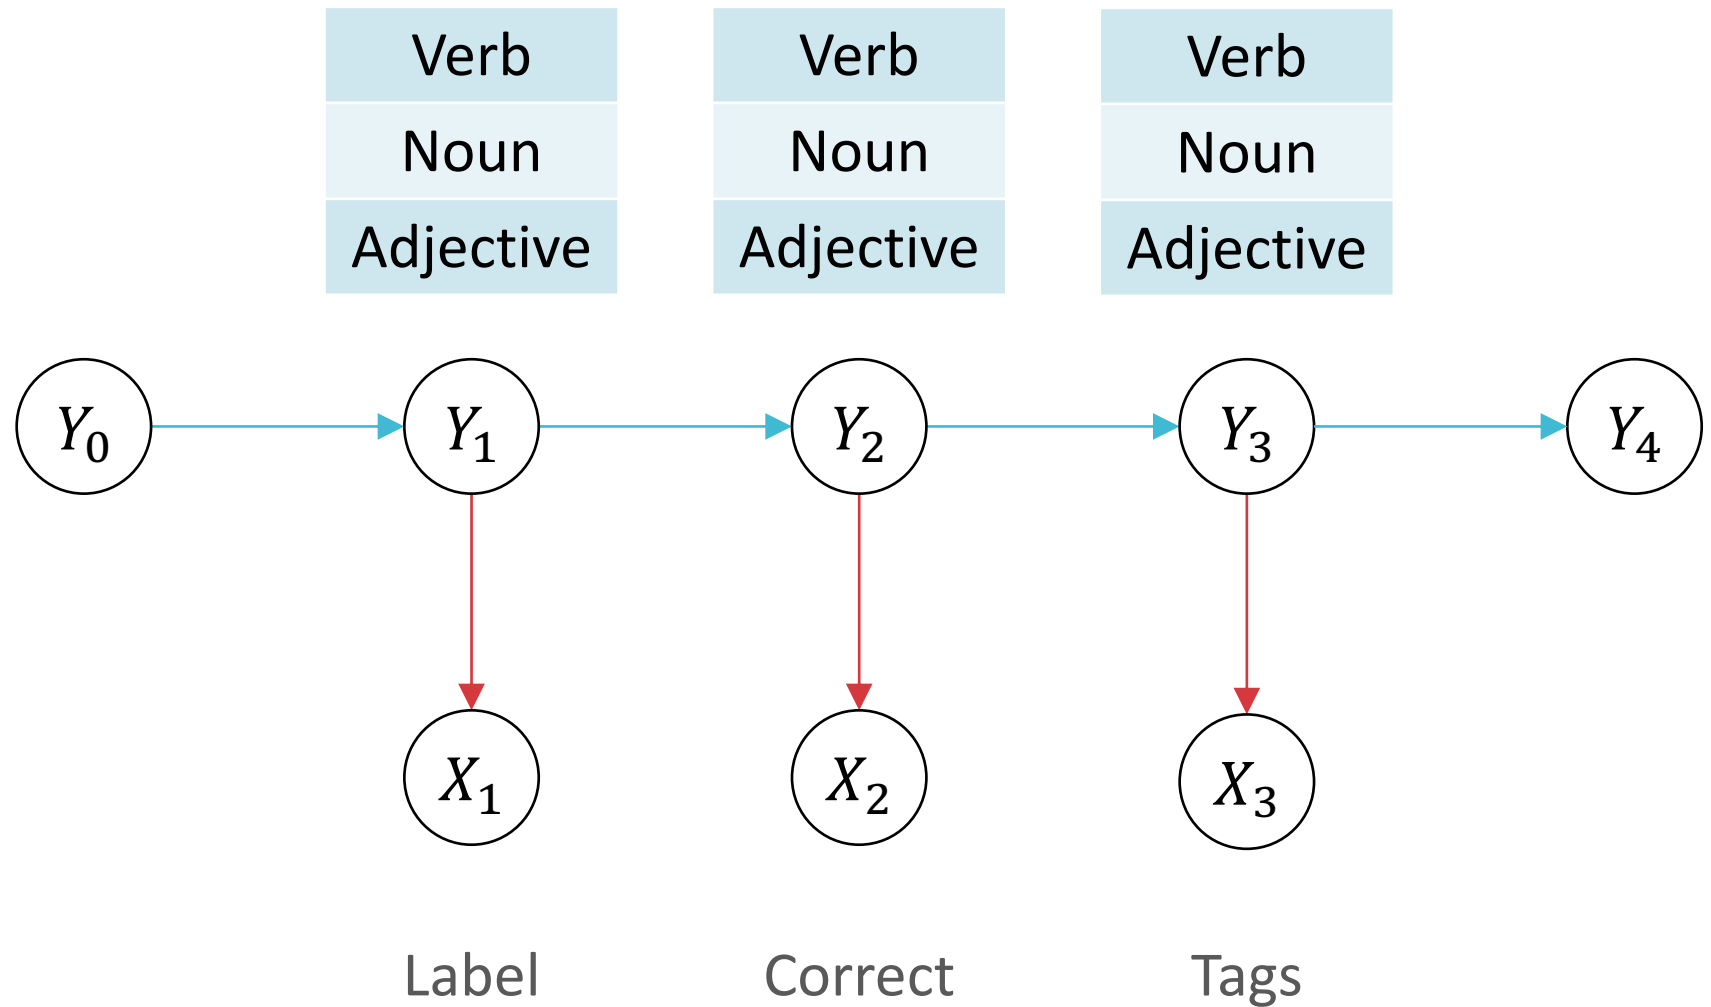 Verb Verb Verb
Noun Noun Noun
Adjective Adjective Adjective
Y₀ Y₁ Y₂ Y₃ Y₄
X₁ X₂ X₃
Label Correct Tags